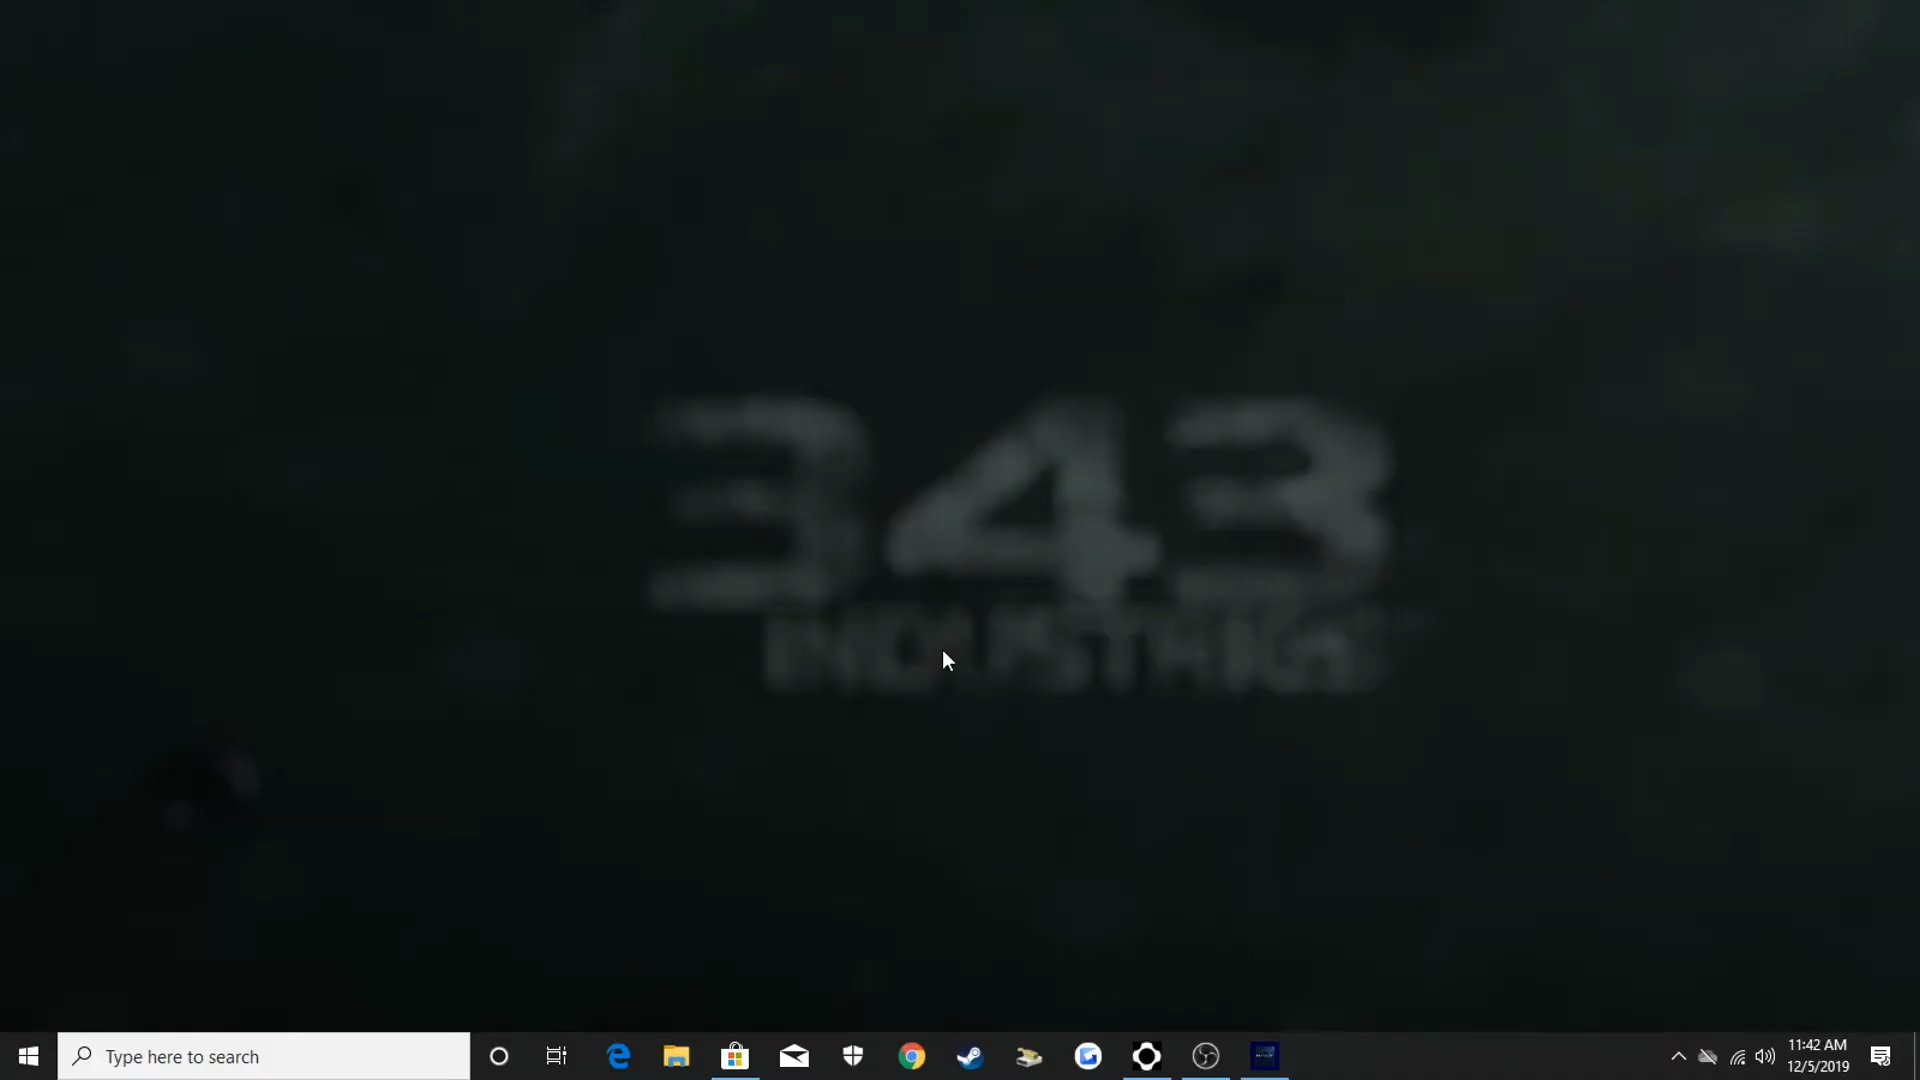 343
INDUSTRIES
Type here to search
11:42 AM
12/5/2019